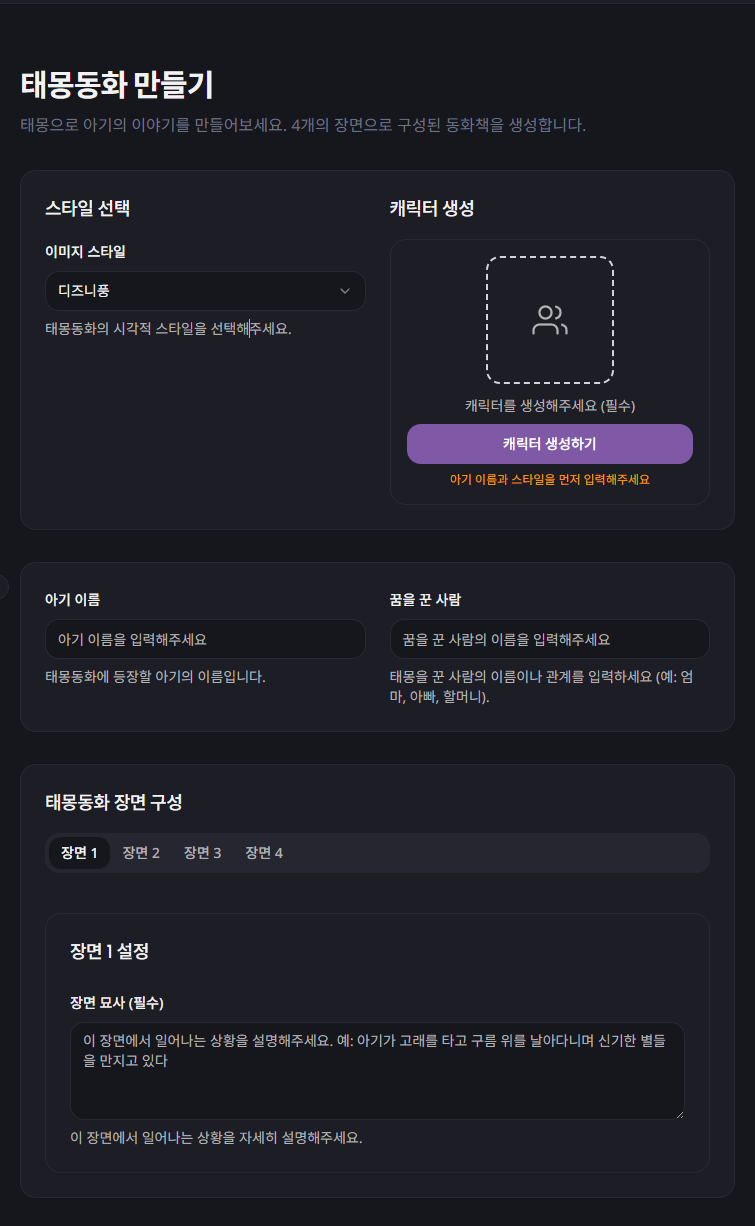 태몽동화 만들기
태몽으로 아기의 이야기를 만들어보세요. 4개의 장면으로 구성된 동화책을 생성합니다.
스타일 선택
이미지 스타일
디즈니풍
태몽동화의 시각적 스타일을 선택해주세요.
캐릭터 생성
캐릭터를 생성해주세요 (필수)
캐릭터 생성하기
아기 이름과 스타일을 먼저 입력해주세요
아기 이름
아기 이름을 입력해주세요
태몽동화에 등장할 아기의 이름입니다.
꿈을 꾼 사람
꿈을 꾼 사람의 이름을 입력해주세요
태몽을 꾼 사람의 이름이나 관계를 입력하세요 (예: 엄
마, 아빠, 할머니).
태몽동화 장면 구성
장면 1 장면 2 장면 3 장면 4
장면 1 설정
장면 묘사 (필수)
이 장면에서 일어나는 상황을 설명해주세요. 예: 아기가 고래를 타고 구름 위를 날아다니며 신기한 별들
을 만지고 있다
이 장면에서 일어나는 상황을 자세히 설명해주세요.